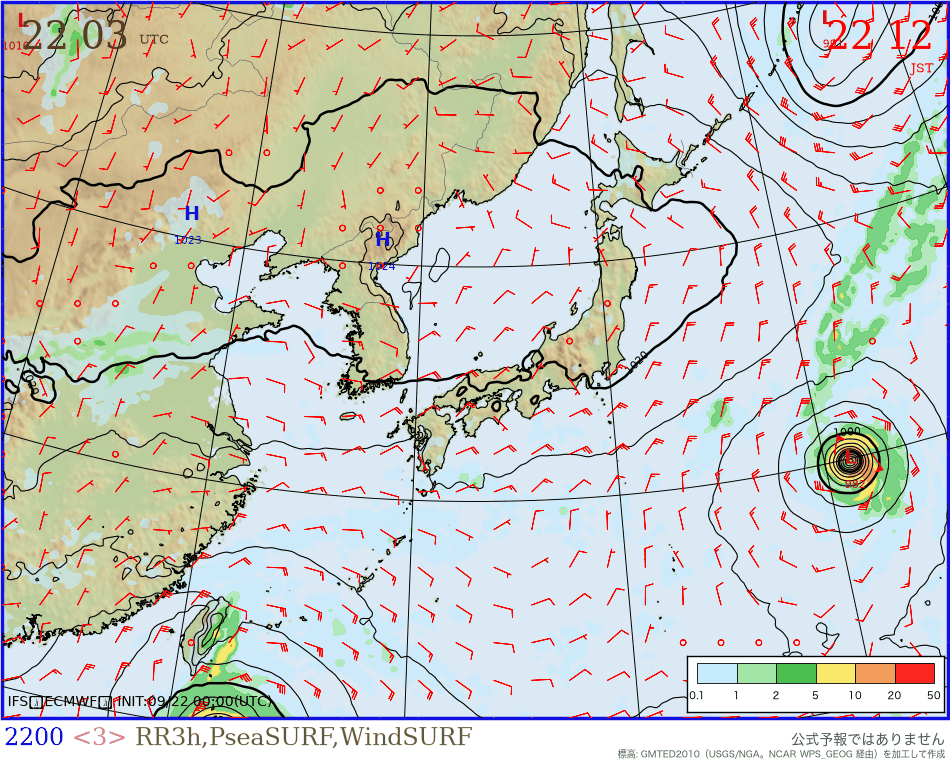 22 03 UTC
22 12 JST
L
1010
L
H
1023
H
1024
1020
1000
L
IFS ECMWF INIT:09/22 00:00(UTC)
0.1 1 2 5 10 20 50
2200 <3> RR3h,PseaSURF,WindSURF
公式予報ではありません
標高: GMTED2010（USGS/NGA。NCAR WPS_GEOG 経由）を加工して作成